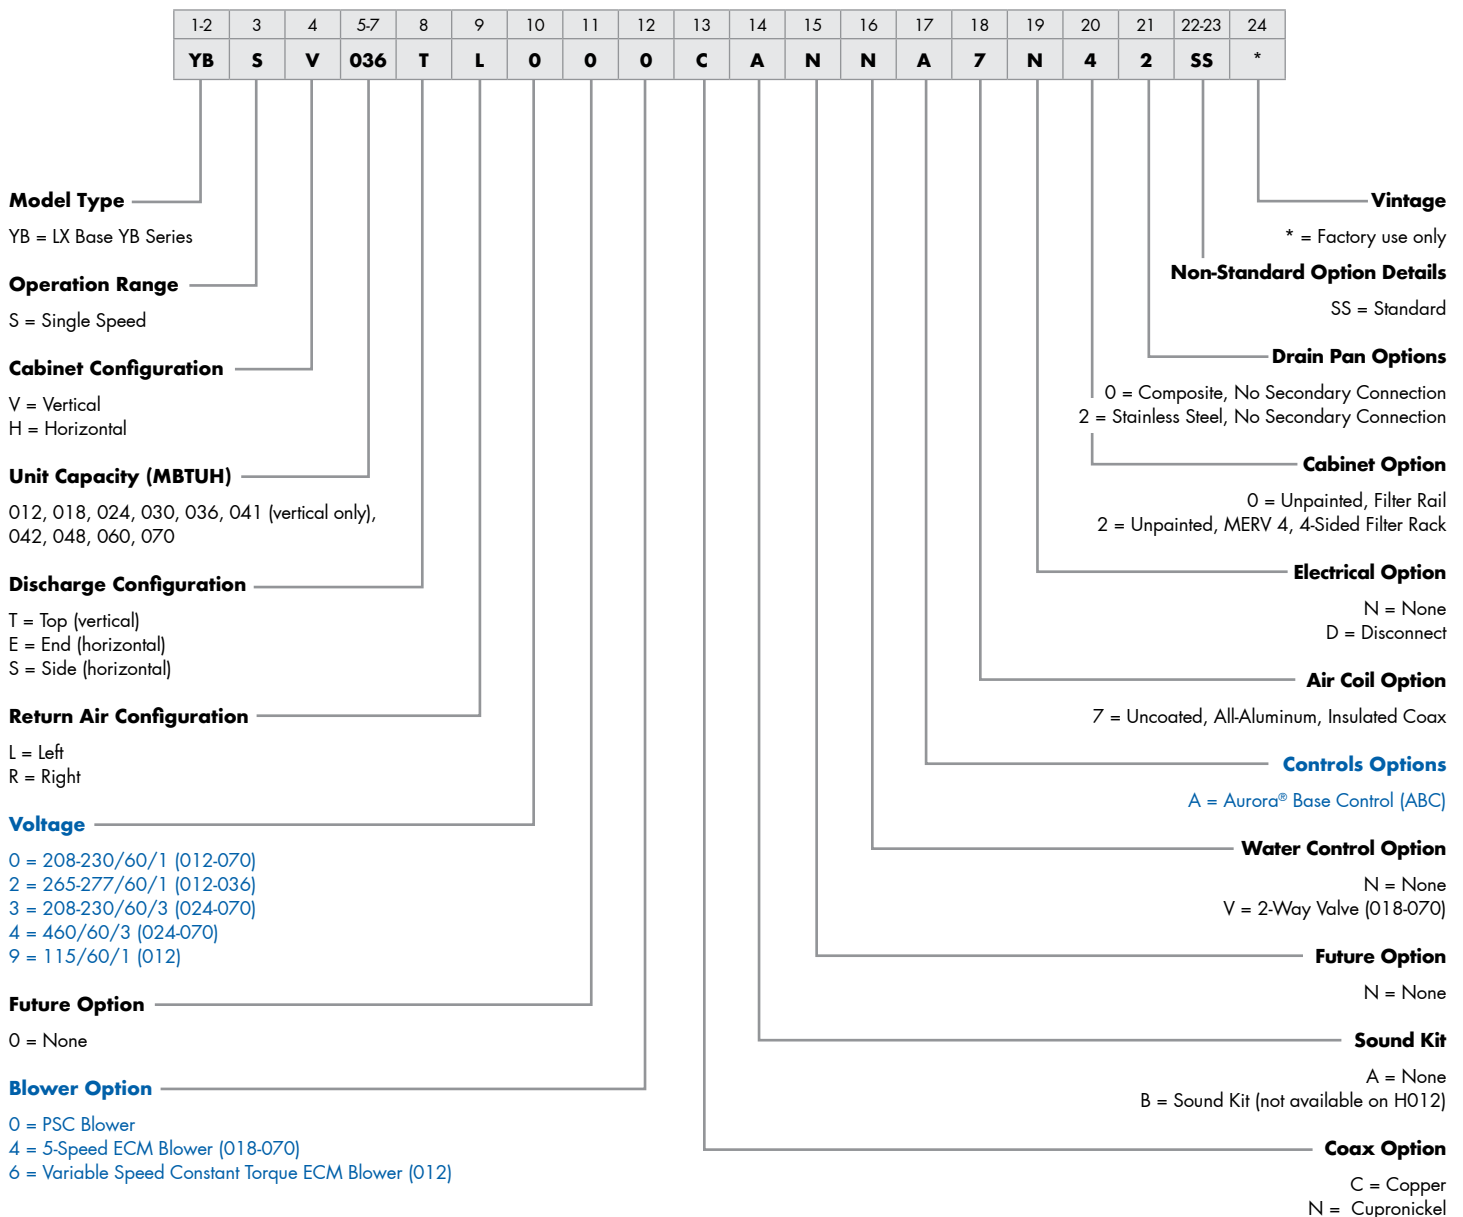 1-2 3 4 5-7 8 9 10 11 12 13 14 15 16 17 18 19 20 21 22-23 24
YB S V 036 T L 0 0 0 C A N N A 7 N 4 2 SS *
Model Type
YB = LX Base YB Series
Operation Range
S = Single Speed
Cabinet Configuration
V = Vertical
H = Horizontal
Unit Capacity (MBTUH)
012, 018, 024, 030, 036, 041 (vertical only),
042, 048, 060, 070
Discharge Configuration
T = Top (vertical)
E = End (horizontal)
S = Side (horizontal)
Return Air Configuration
L = Left
R = Right
Voltage
0 = 208-230/60/1 (012-070)
2 = 265-277/60/1 (012-036)
3 = 208-230/60/3 (024-070)
4 = 460/60/3 (024-070)
9 = 115/60/1 (012)
Future Option
0 = None
Blower Option
0 = PSC Blower
4 = 5-Speed ECM Blower (018-070)
6 = Variable Speed Constant Torque ECM Blower (012)
Vintage
* = Factory use only
Non-Standard Option Details
SS = Standard
Drain Pan Options
0 = Composite, No Secondary Connection
2 = Stainless Steel, No Secondary Connection
Cabinet Option
0 = Unpainted, Filter Rail
2 = Unpainted, MERV 4, 4-Sided Filter Rack
Electrical Option
N = None
D = Disconnect
Air Coil Option
7 = Uncoated, All-Aluminum, Insulated Coax
Controls Options
A = Aurora® Base Control (ABC)
Water Control Option
N = None
V = 2-Way Valve (018-070)
Future Option
N = None
Sound Kit
A = None
B = Sound Kit (not available on H012)
Coax Option
C = Copper
N = Cupronickel